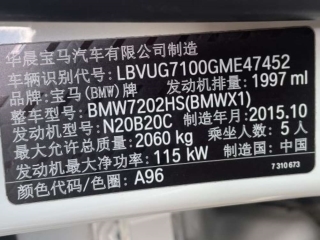 华晨宝马汽车有限公司制造
车辆识别代号: LBVUG7100GME47452
品牌: 宝马(BMW)牌 发动机排量: 1997 ml
整车型号: BMW7202HS(BMWX1)
发动机型号: N20B20C 制造年月: 2015.10
最大允许总质量: 2060 kg 乘坐人数: 5 人
发动机最大净功率: 115 kW 制造国: 中国
颜色代码/色圈: A96
7 310 673